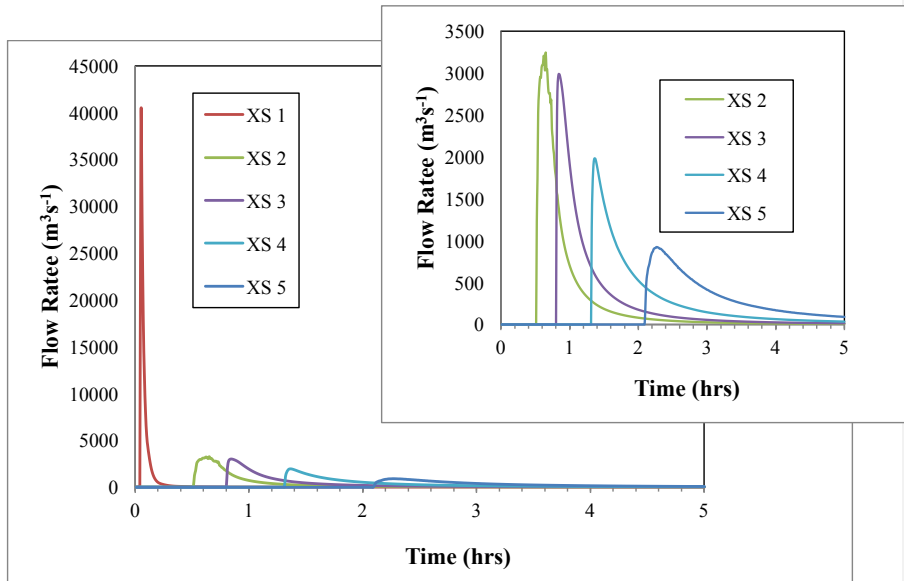 45000
40000
35000
30000
25000
20000
15000
10000
5000
0
Flow Rate (m³s⁻¹)
XS 1
XS 2
XS 3
XS 4
XS 5
0
1
2
3
4
5
Time (hrs)
3500
3000
2500
2000
1500
1000
500
0
Flow Ratee (m³s⁻¹)
XS 2
XS 3
XS 4
XS 5
0
1
2
3
4
5
Time (hrs)